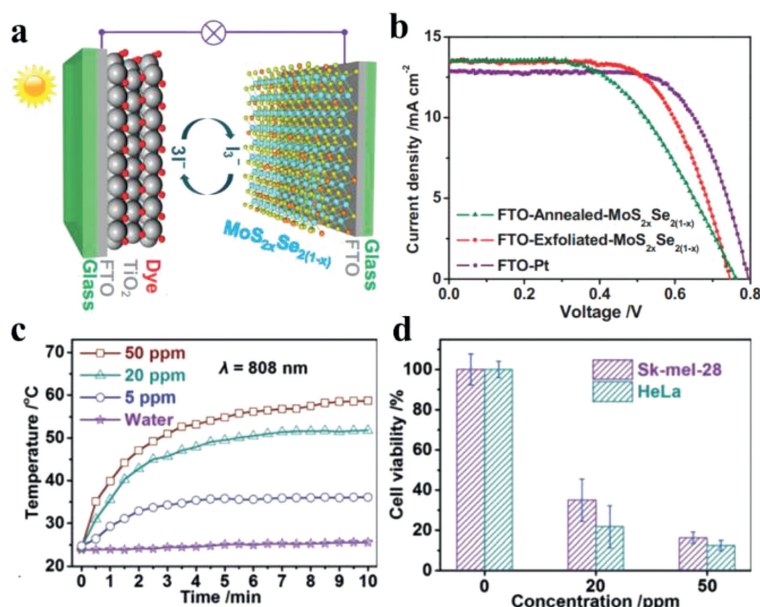 a
3I⁻
I₃⁻
MoS₂ₓSe₂₍₁₋ₓ₎
Glass
FTO
TiO₂
Dye
FTO
Glass
b
Current density /mA cm⁻²
15
10
5
0
0.0 0.2 0.4 0.6 0.8
Voltage /V
FTO-Annealed-MoS₂ₓSe₂₍₁₋ₓ₎
FTO-Exfoliated-MoS₂ₓSe₂₍₁₋ₓ₎
FTO-Pt
c
Temperature /°C
70
60
50
40
30
20
50 ppm
20 ppm
5 ppm
Water
λ = 808 nm
0 1 2 3 4 5 6 7 8 9 10
Time /min
d
Cell viability /%
100
80
60
40
20
0
Sk-mel-28
HeLa
0 20 50
Concentration /ppm